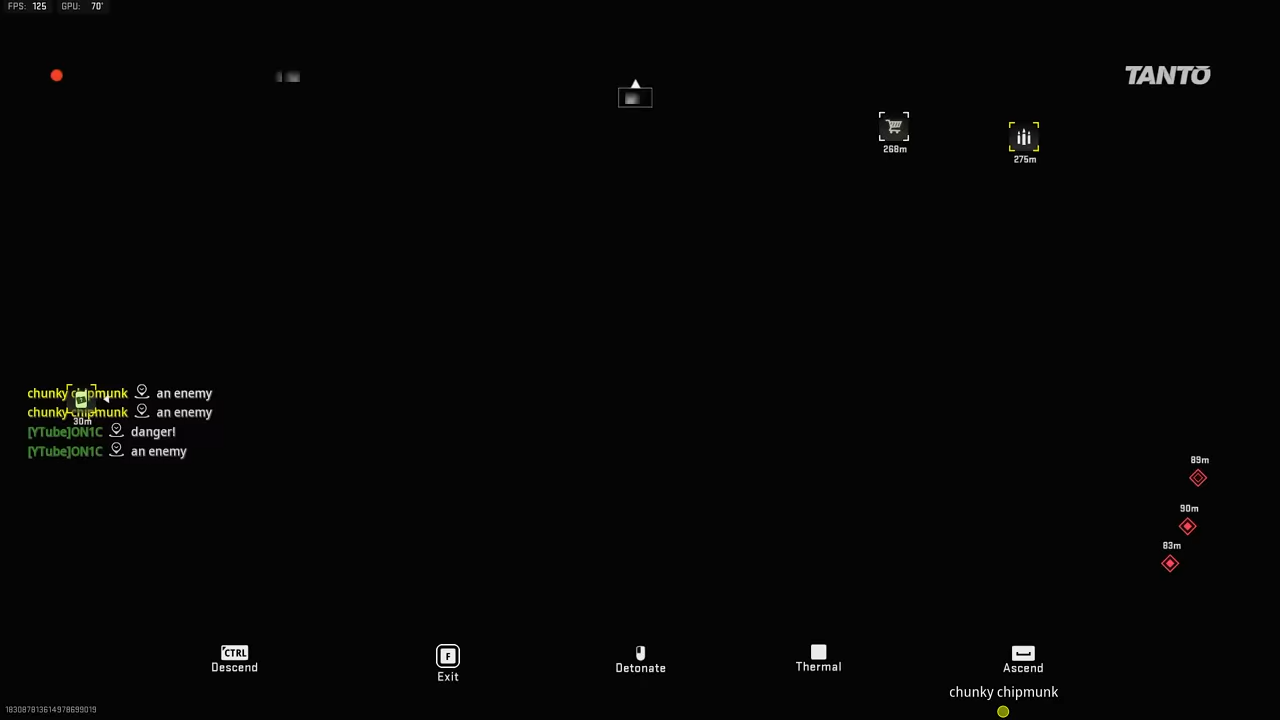 FPS: 125 GPU: 70°
TANTO
268m
275m
chunky chipmunk an enemy
chunky chipmunk an enemy
30m
[YTube]ON1C danger!
[YTube]ON1C an enemy
89m
90m
83m
CTRL
Descend
F
Exit
Detonate
Thermal
Ascend
chunky chipmunk
183087813614978699019